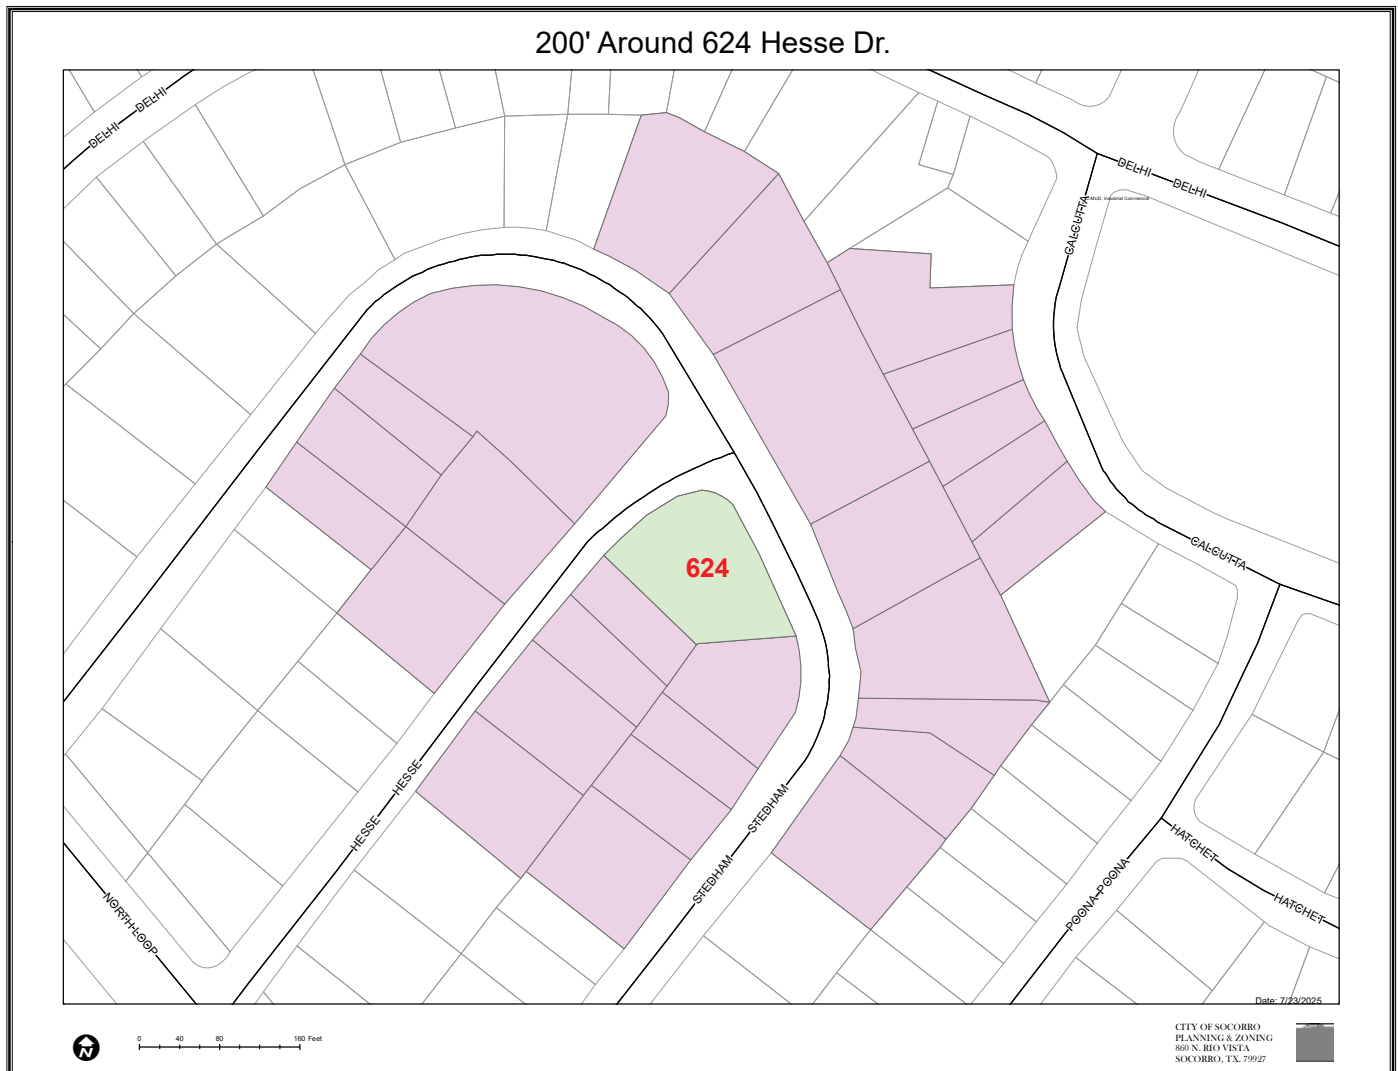 200' Around 624 Hesse Dr.
DELHI
DELHI
DELHI
DELHI
CALCUTTA
MUD, Industrial Commercial
624
CALCUTTA
HESSE
HESSE
STEDHAM
STEDHAM
HATCHET
HATCHET
POONA
POONA
NORTH LOOP
Date: 7/23/2025
N
0 40 80 160 Feet
CITY OF SOCORRO
PLANNING & ZONING
860 N. RIO VISTA
SOCORRO, TX. 79927